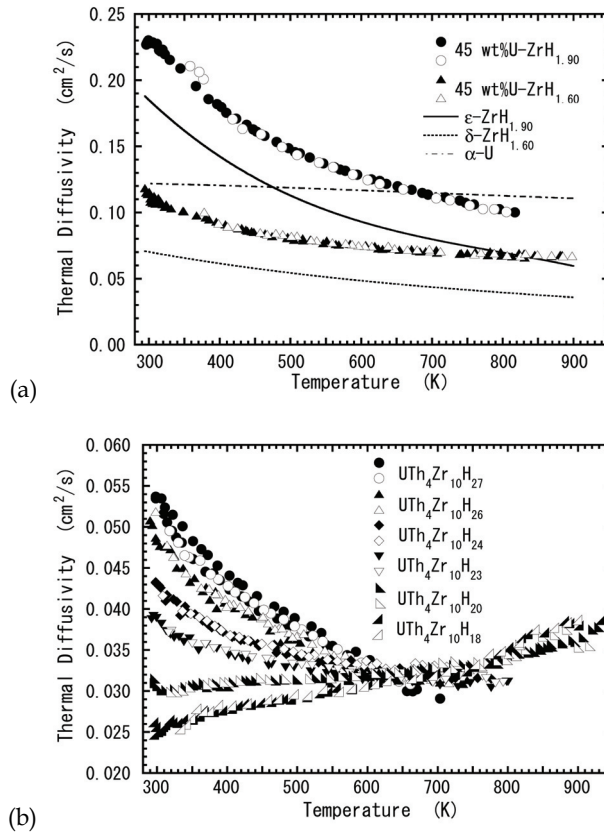 0.25
0.20
0.15
0.10
0.05
0.00
Thermal Diffusivity (cm²/s)
45 wt%U-ZrH₁.₉₀
45 wt%U-ZrH₁.₆₀
ε-ZrH₁.₉₀
δ-ZrH₁.₆₀
α-U
300 400 500 600 700 800 900
Temperature (K)
(a)
0.060
0.055
0.050
0.045
0.040
0.035
0.030
0.025
0.020
Thermal Diffusivity (cm²/s)
UTh₄Zr₁₀H₂₇
UTh₄Zr₁₀H₂₆
UTh₄Zr₁₀H₂₄
UTh₄Zr₁₀H₂₃
UTh₄Zr₁₀H₂₀
UTh₄Zr₁₀H₁₈
300 400 500 600 700 800 900
Temperature (K)
(b)